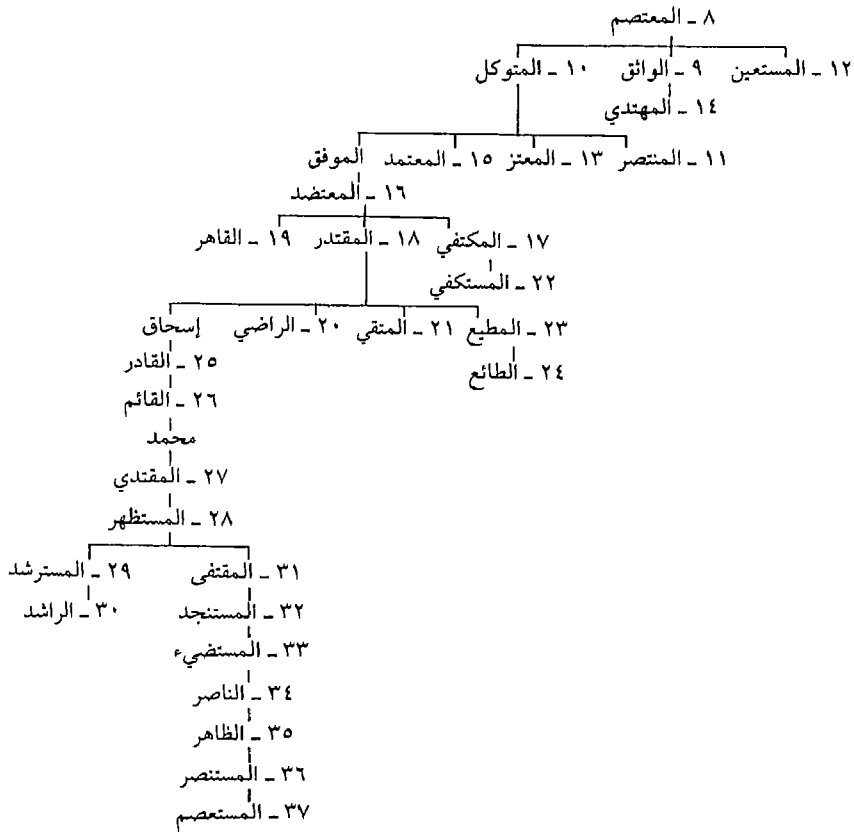 ٨ ـ المعتصم
١٢ ـ المستعين ٩ ـ الواثق ١٠ ـ المتوكل
١٤ ـ المهتدي
١١ ـ المنتصر ١٣ ـ المعتز ١٥ ـ المعتمد الموفق
١٦ ـ المعتضد
١٧ ـ المكتفي ١٨ ـ المقتدر ١٩ ـ القاهر
٢٢ ـ المستكفي
٢٣ ـ المطيع ٢١ ـ المتقي ٢٠ ـ الراضي إسحاق
٢٤ ـ الطائع ٢٥ ـ القادر
٢٦ ـ القائم
محمد
٢٧ ـ المقتدي
٢٨ ـ المستظهر
٣١ ـ المقتفى ٢٩ ـ المسترشد
٣٢ ـ المستنجد ٣٠ ـ الراشد
٣٣ ـ المستضيء
٣٤ ـ الناصر
٣٥ ـ الظاهر
٣٦ ـ المستنصر
٣٧ ـ المستعصم